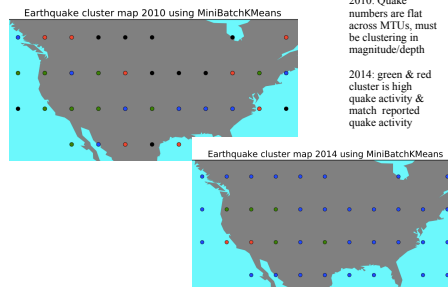 2010: Quake
numbers are flat
across MTUs, must
be clustering in
magnitude/depth
2014: green & red
cluster is high
quake activity &
match reported
quake activity
Earthquake cluster map 2010 using MiniBatchKMeans
Earthquake cluster map 2014 using MiniBatchKMeans